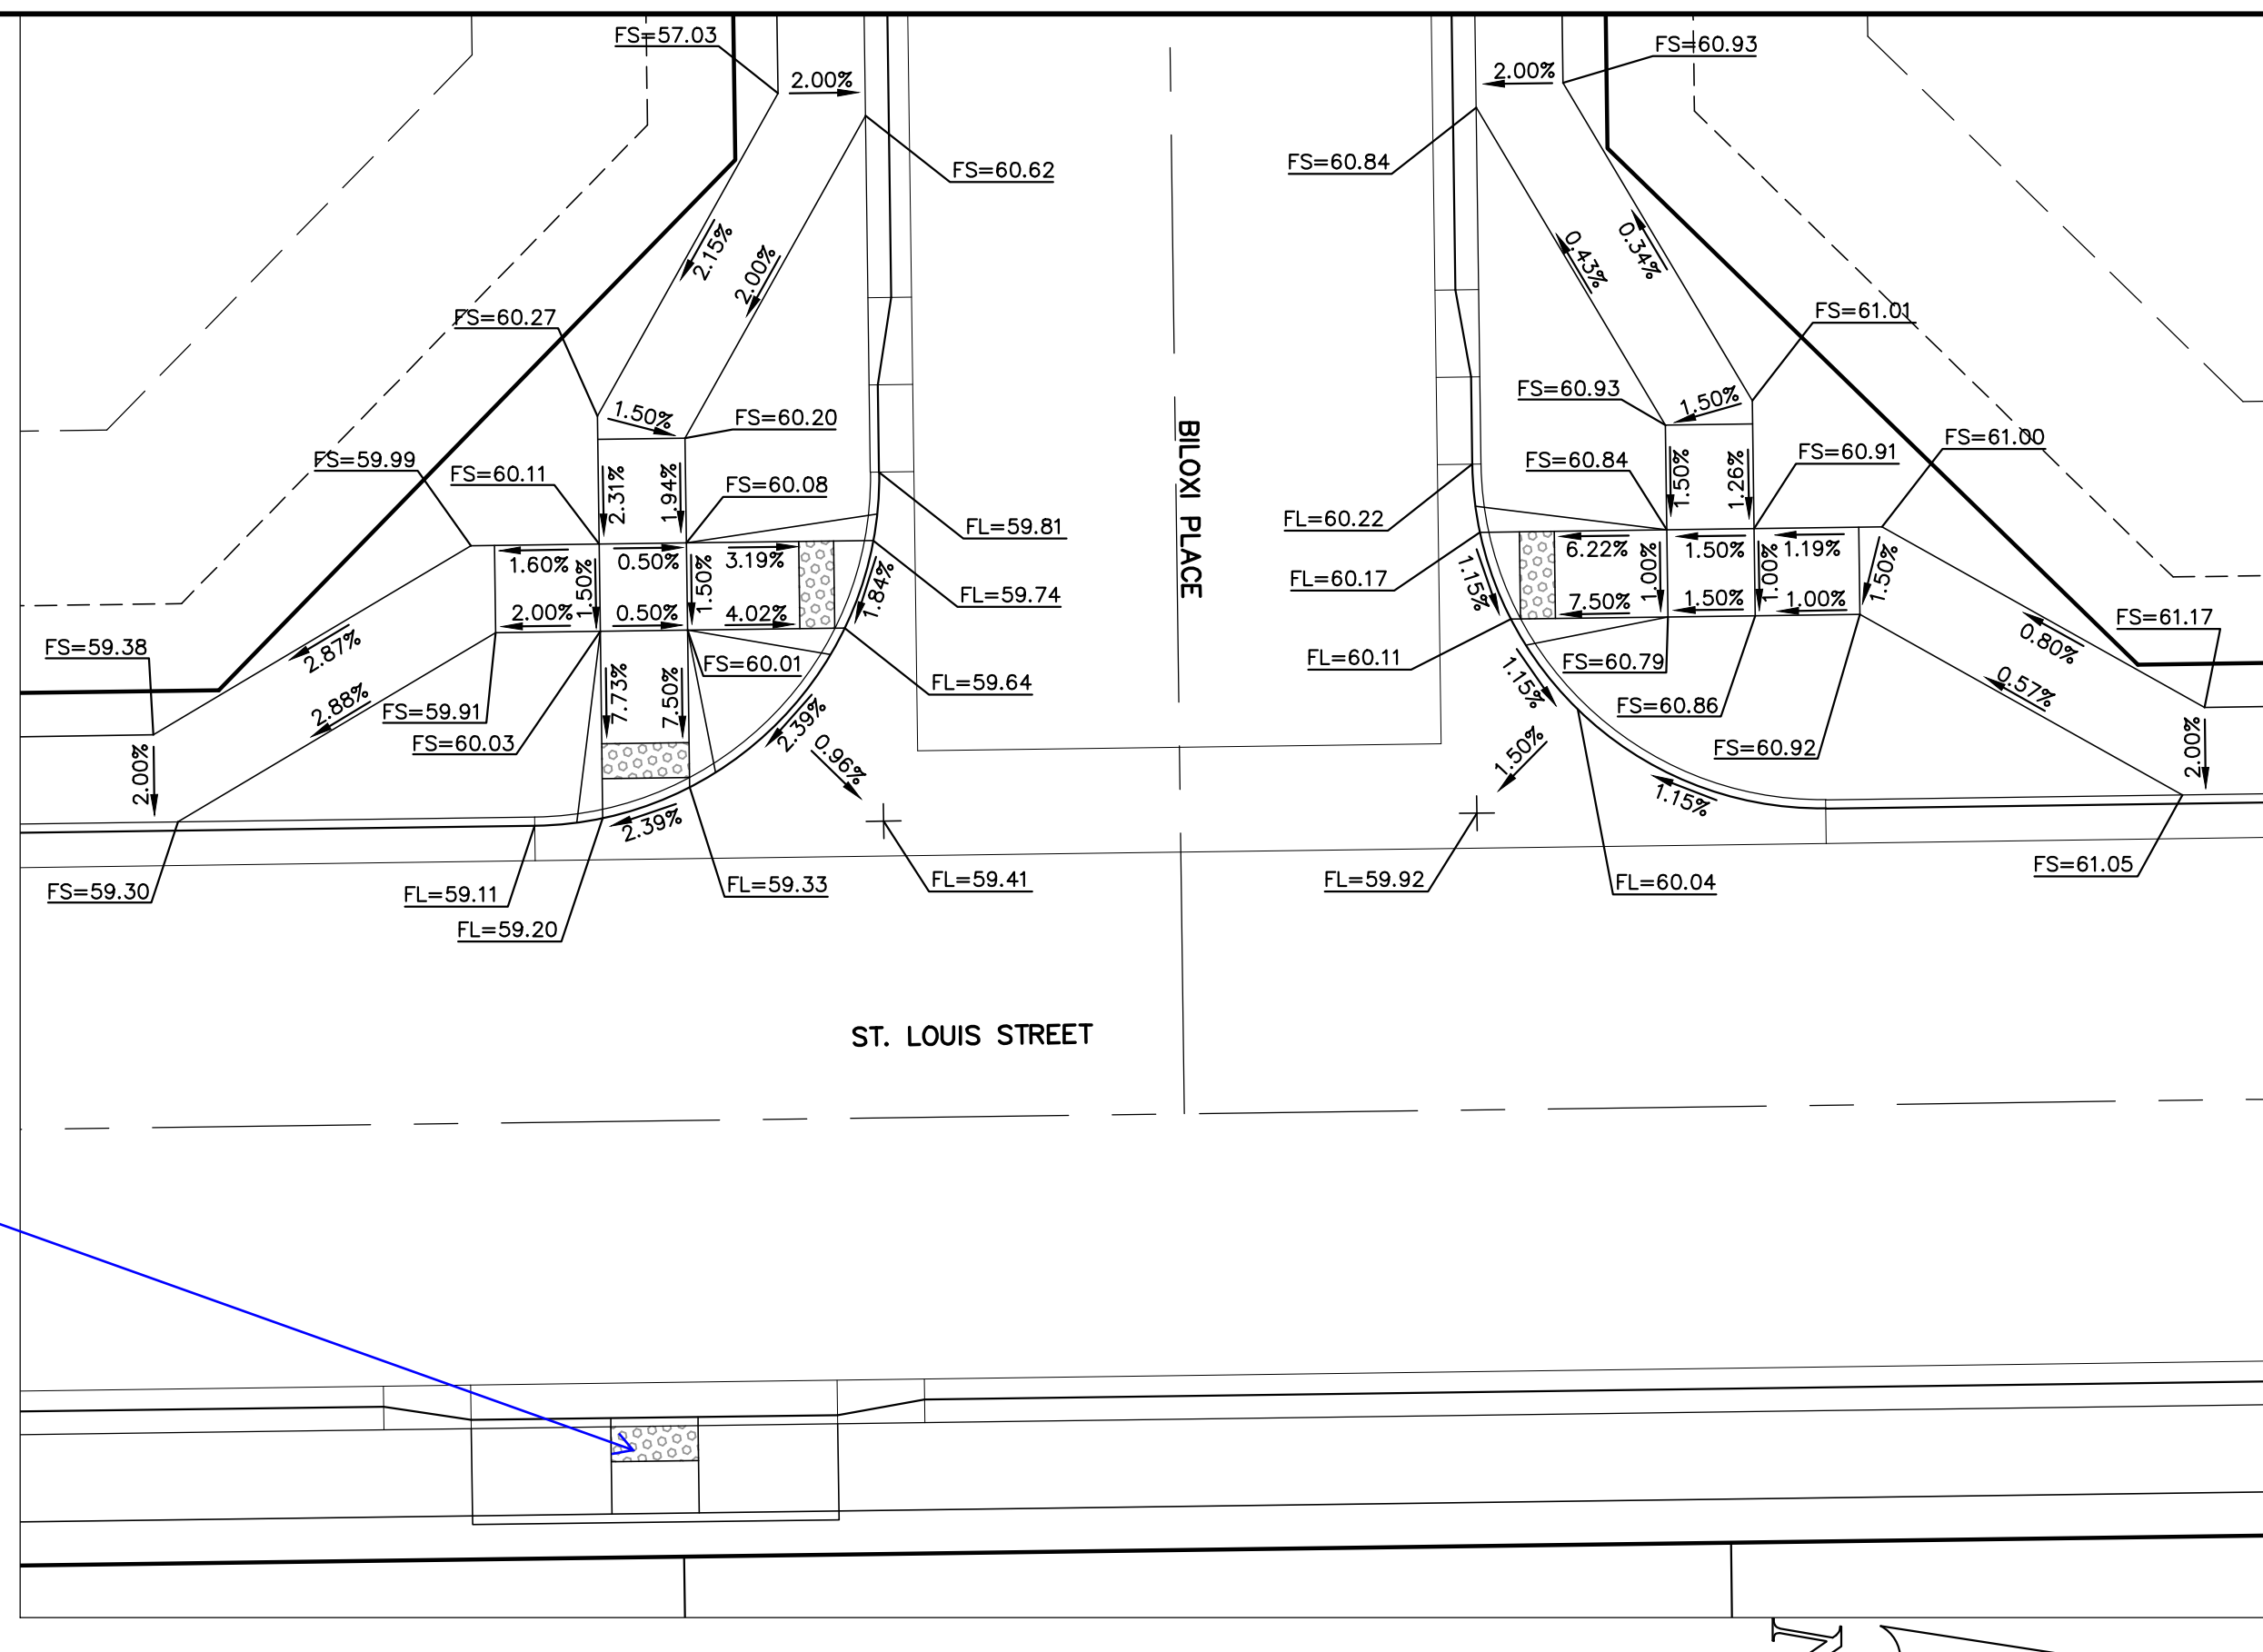 FS=57.03
2.00%
FS=60.62
2.00%
FS=60.93
FS=60.84
2.15%
2.00%
0.43%
0.34%
FS=60.27
FS=61.01
1.50%
FS=60.20
FS=60.93
1.50%
FS=59.99
FS=60.11
2.31%
1.94%
FS=60.08
FS=60.84
1.50%
1.26%
FS=60.91
FS=61.00
BILOXI PLACE
FL=59.81
FL=60.22
1.60%
0.50%
3.19%
6.22%
1.50%
1.19%
1.50%
1.50%
1.84%
1.15%
1.00%
1.00%
1.50%
FL=59.74
FL=60.17
2.00%
0.50%
4.02%
7.50%
1.50%
1.00%
FS=59.38
2.87%
FS=60.01
FL=59.64
FL=60.11
FS=60.79
0.80%
FS=61.17
2.88%
FS=59.91
FS=60.03
7.73%
7.50%
2.39%
0.96%
1.15%
1.50%
FS=60.86
FS=60.92
0.57%
2.00%
2.00%
2.39%
1.15%
FS=59.30
FL=59.11
FL=59.20
FL=59.33
FL=59.41
FL=59.92
FL=60.04
FS=61.05
ST. LOUIS STREET
N